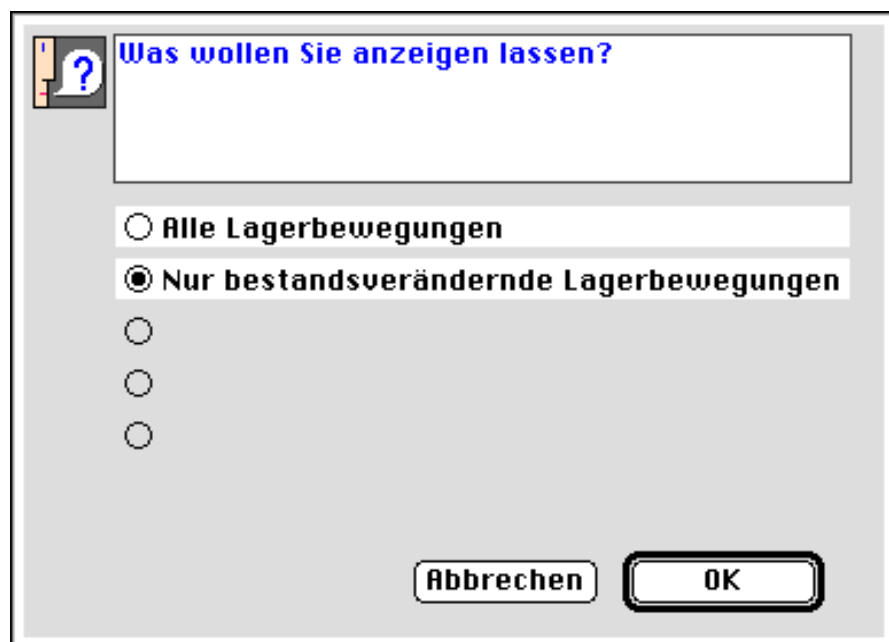 Was wollen Sie anzeigen lassen?
Alle Lagerbewegungen
Nur bestandsverändernde Lagerbewegungen
Abbrechen
OK